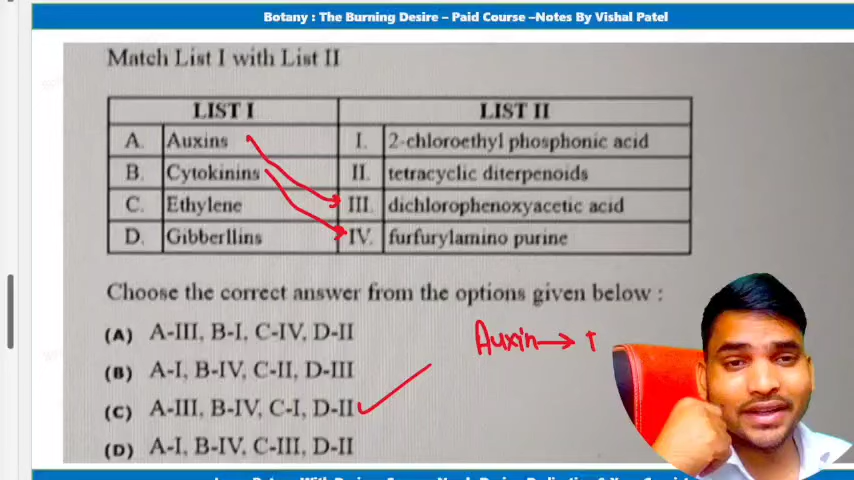 Botany : The Burning Desire – Paid Course –Notes By Vishal Patel
Match List I with List II
LIST I LIST II
A. Auxins I. 2-chloroethyl phosphonic acid
B. Cytokinins II. tetracyclic diterpenoids
C. Ethylene III. dichlorophenoxyacetic acid
D. Gibberllins IV. furfurylamino purine
Choose the correct answer from the options given below :
(A) A-III, B-I, C-IV, D-II
(B) A-I, B-IV, C-II, D-III
Auxin→
(C) A-III, B-IV, C-I, D-II
(D) A-I, B-IV, C-III, D-II